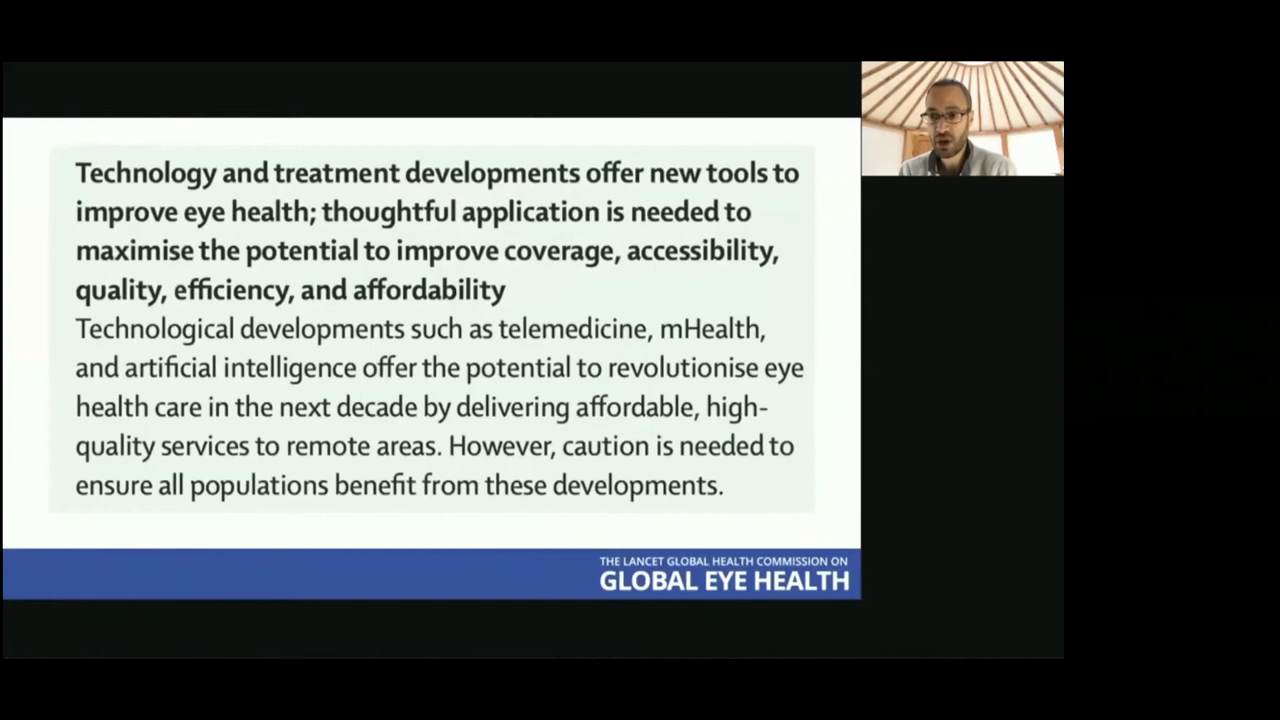 Technology and treatment developments offer new tools to
improve eye health; thoughtful application is needed to
maximise the potential to improve coverage, accessibility,
quality, efficiency, and affordability
Technological developments such as telemedicine, mHealth,
and artificial intelligence offer the potential to revolutionise eye
health care in the next decade by delivering affordable, high-
quality services to remote areas. However, caution is needed to
ensure all populations benefit from these developments.
THE LANCET GLOBAL HEALTH COMMISSION ON
GLOBAL EYE HEALTH